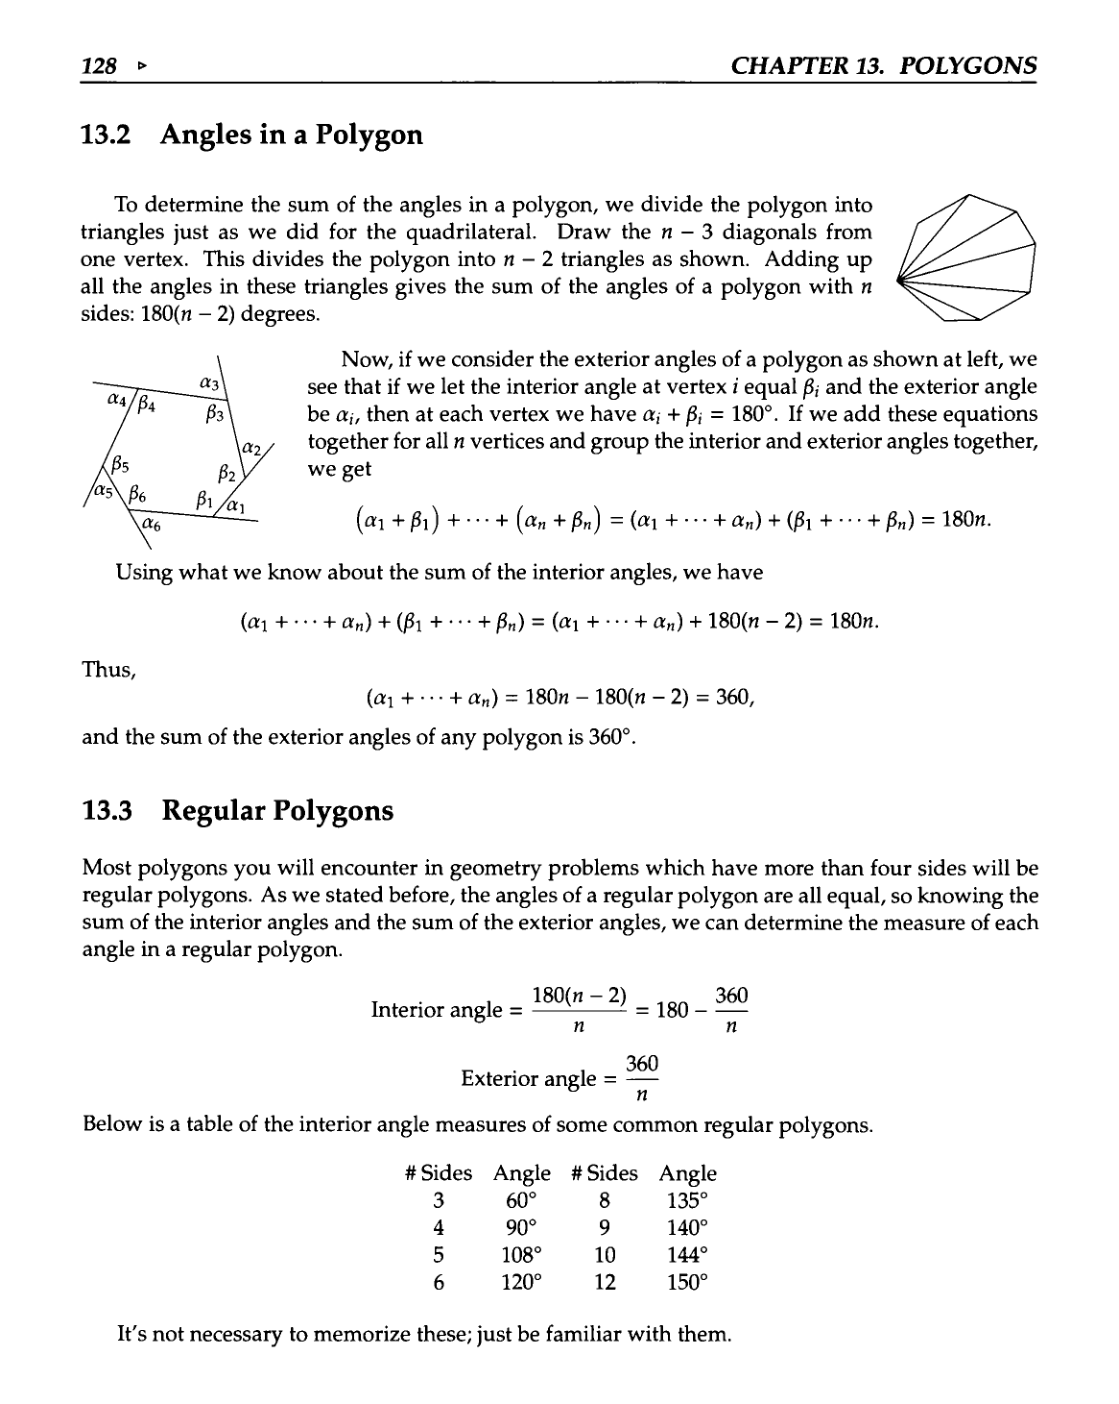 128 ▹ CHAPTER 13. POLYGONS
13.2 Angles in a Polygon
To determine the sum of the angles in a polygon, we divide the polygon into
triangles just as we did for the quadrilateral. Draw the n − 3 diagonals from
one vertex. This divides the polygon into n − 2 triangles as shown. Adding up
all the angles in these triangles gives the sum of the angles of a polygon with n
sides: 180(n − 2) degrees.
α3
α4 β4 β3
α2
β5 β2
α5 β6 β1 α1
α6
Now, if we consider the exterior angles of a polygon as shown at left, we
see that if we let the interior angle at vertex i equal βi and the exterior angle
be αi, then at each vertex we have αi + βi = 180°. If we add these equations
together for all n vertices and group the interior and exterior angles together,
we get
(α1 + β1) + ··· + (αn + βn) = (α1 + ··· + αn) + (β1 + ··· + βn) = 180n.
Using what we know about the sum of the interior angles, we have
(α1 + ··· + αn) + (β1 + ··· + βn) = (α1 + ··· + αn) + 180(n − 2) = 180n.
Thus,
(α1 + ··· + αn) = 180n − 180(n − 2) = 360,
and the sum of the exterior angles of any polygon is 360°.
13.3 Regular Polygons
Most polygons you will encounter in geometry problems which have more than four sides will be
regular polygons. As we stated before, the angles of a regular polygon are all equal, so knowing the
sum of the interior angles and the sum of the exterior angles, we can determine the measure of each
angle in a regular polygon.
Interior angle = 180(n − 2)/n = 180 − 360/n
Exterior angle = 360/n
Below is a table of the interior angle measures of some common regular polygons.
# Sides Angle # Sides Angle
3 60° 8 135°
4 90° 9 140°
5 108° 10 144°
6 120° 12 150°
It's not necessary to memorize these; just be familiar with them.